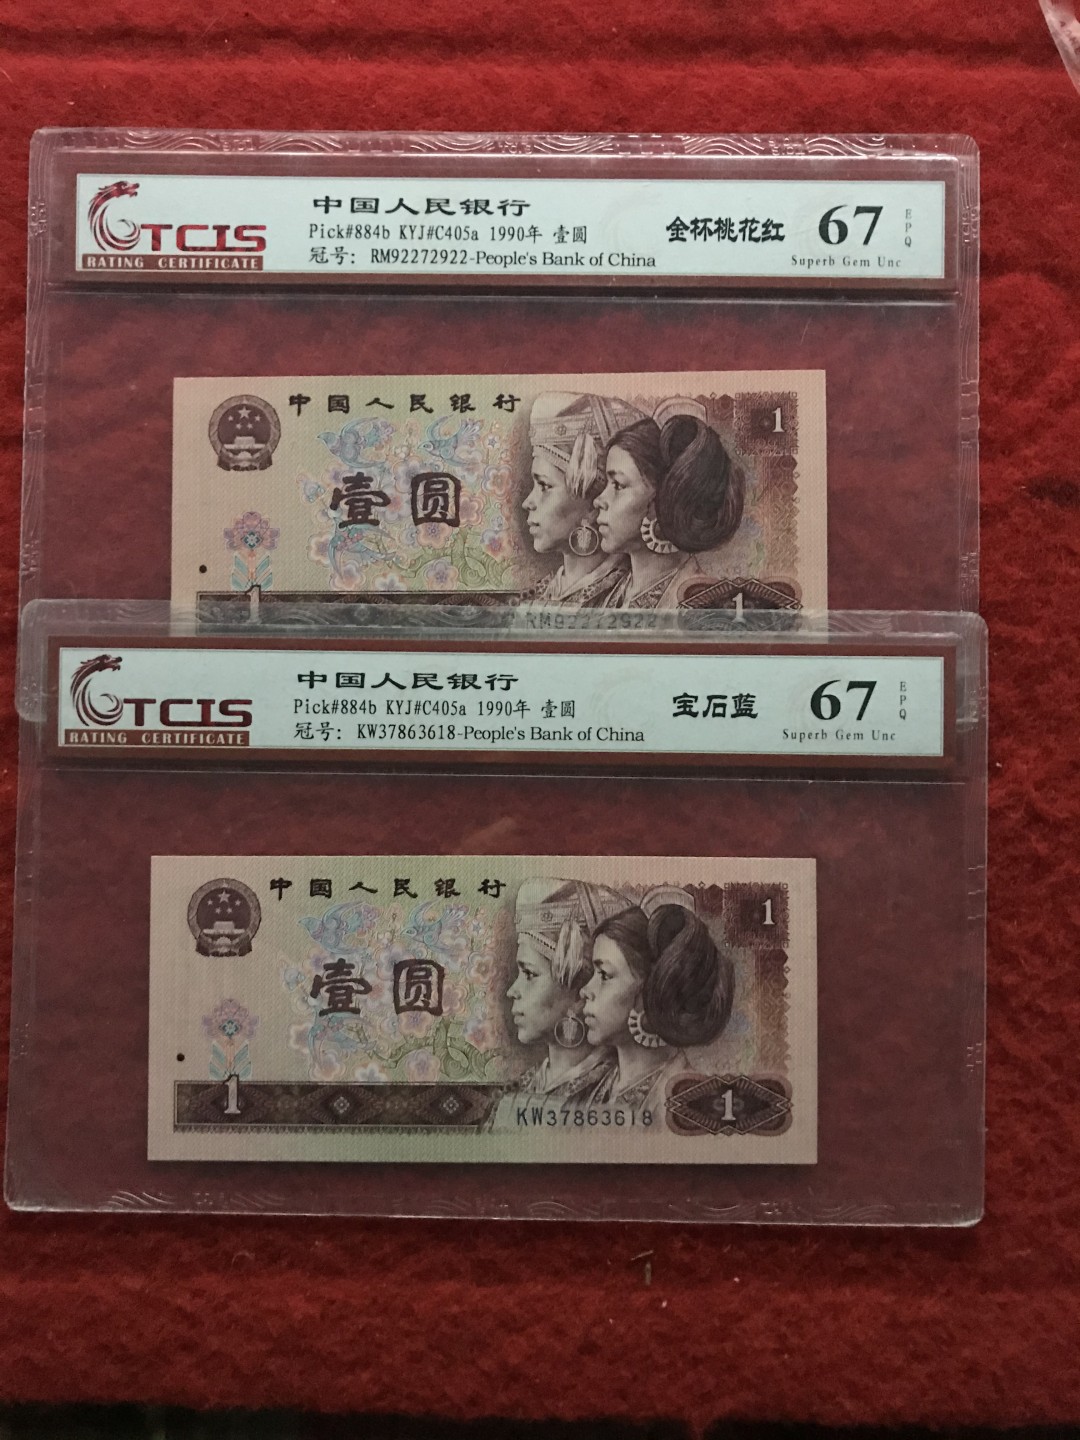 TCIS
RATING CERTIFICATE
中国人民银行
Pick#884b KYJ#C405a 1990年 壹圆
冠号: RM92272922-People's Bank of China
金杯桃花红
67
EPQ
Superb Gem Unc
中国人民银行
1
壹圆
1
1
RM92272922
TCIS
RATING CERTIFICATE
中国人民银行
Pick#884b KYJ#C405a 1990年 壹圆
冠号: KW37863618-People's Bank of China
宝石蓝
67
EPQ
Superb Gem Unc
中国人民银行
1
壹圆
1
KW37863618
1